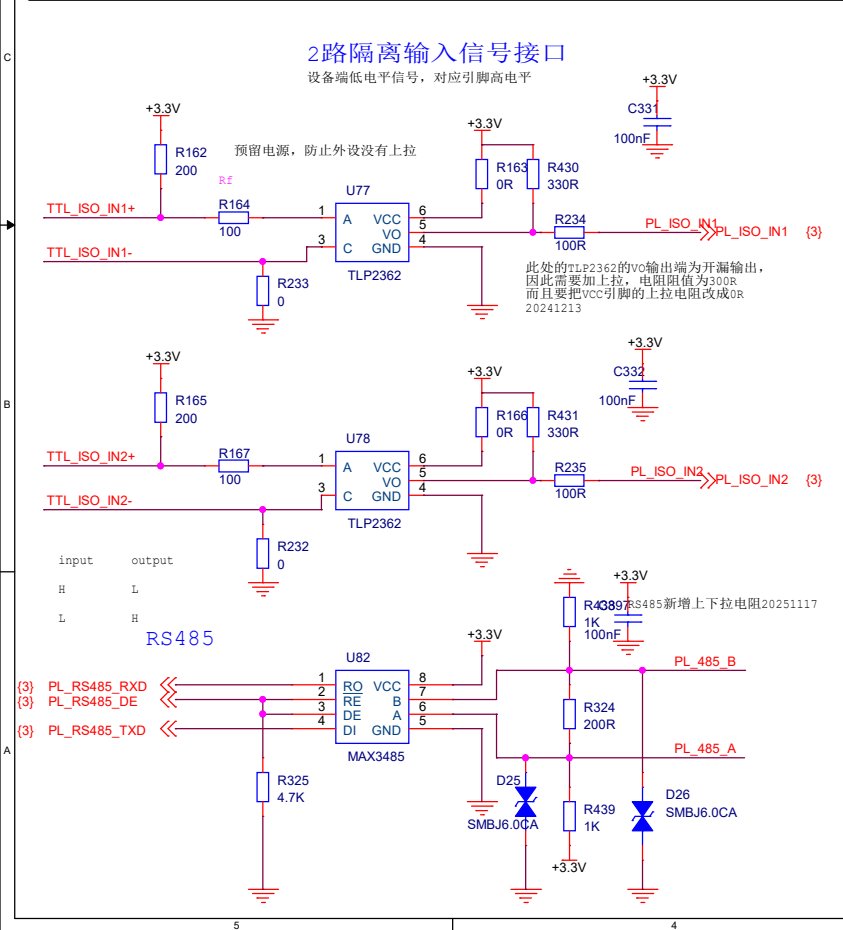 C
2路隔离输入信号接口
设备端低电平信号，对应引脚高电平
+3.3V
C331
100nF
+3.3V
R162
200
预留电源，防止外设没有上拉
Rf
+3.3V
R163
0R
R430
330R
TTL_ISO_IN1+
R164
100
U77
1
3
A
C
VCC
VO
GND
6
5
4
TLP2362
R234
100R
PL_ISO_IN1
PL_ISO_IN1 {3}
TTL_ISO_IN1-
R233
0
此处的TLP2362的VO输出端为开漏输出，
因此需要加上拉，电阻阻值为300R
而且要把VCC引脚的上拉电阻改成0R
20241213
B
+3.3V
C332
100nF
+3.3V
R165
200
+3.3V
R166
0R
R431
330R
TTL_ISO_IN2+
R167
100
U78
1
3
A
C
VCC
VO
GND
6
5
4
TLP2362
R235
100R
PL_ISO_IN2
PL_ISO_IN2 {3}
TTL_ISO_IN2-
R232
0
input output
H L
L H
RS485
+3.3V
R438
1K
C397
100nF
RS485新增上下拉电阻20251117
+3.3V
A
{3} PL_RS485_RXD
{3} PL_RS485_DE
{3} PL_RS485_TXD
U82
1
2
3
4
RO
RE
DE
DI
VCC
B
A
GND
8
7
6
5
MAX3485
PL_485_B
R324
200R
PL_485_A
R325
4.7K
D25
SMBJ6.0CA
R439
1K
+3.3V
D26
SMBJ6.0CA
5
4